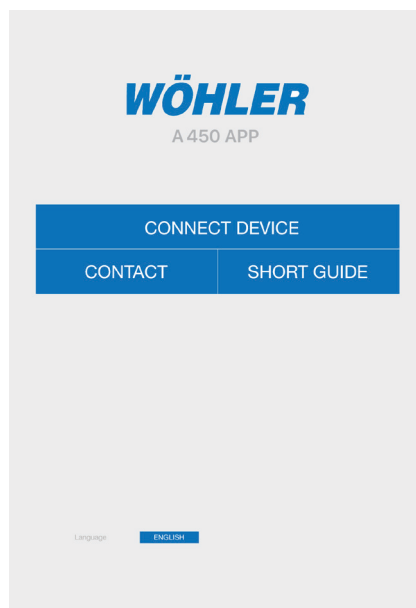 WÖHLER
A 450 APP
CONNECT DEVICE
CONTACT SHORT GUIDE
Language ENGLISH